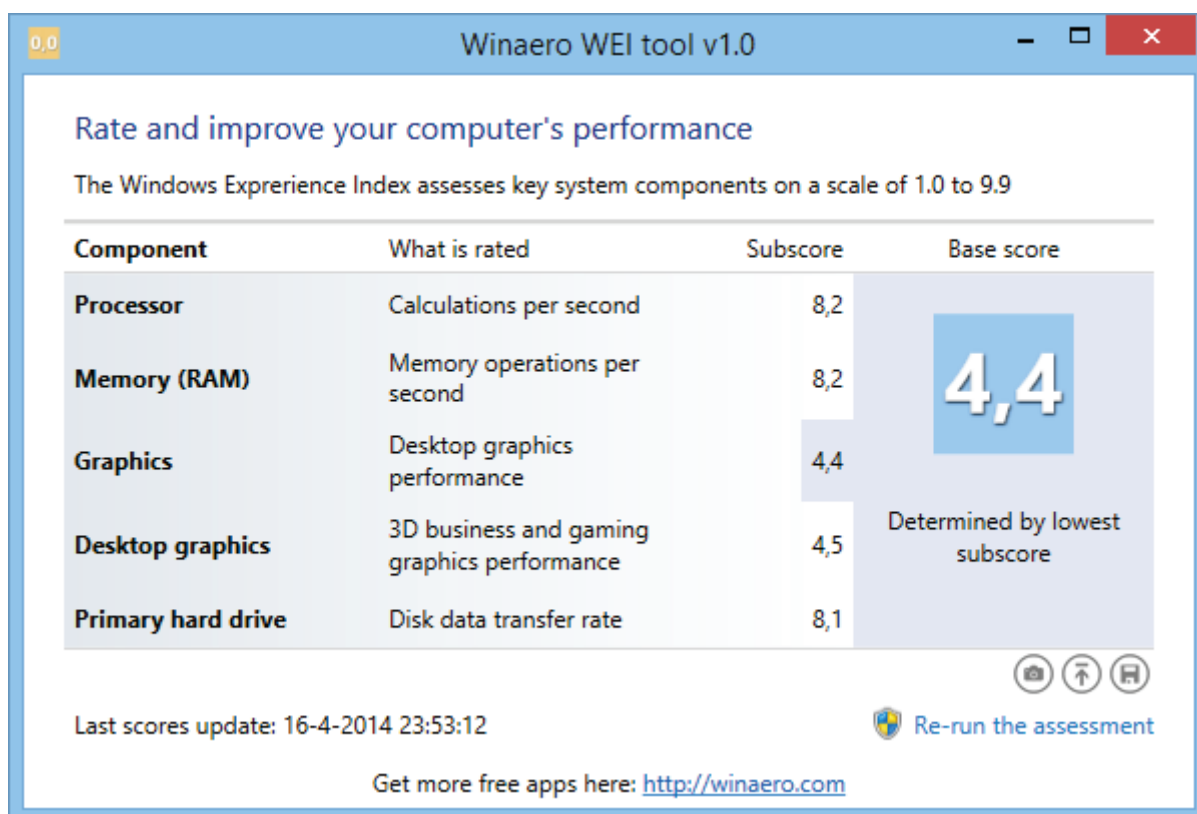 0,0 Winaero WEI tool v1.0
Rate and improve your computer's performance
The Windows Exprerience Index assesses key system components on a scale of 1.0 to 9.9
Component What is rated Subscore Base score
Processor Calculations per second 8,2
Memory (RAM) Memory operations per
second 8,2
4,4
Graphics Desktop graphics
performance 4,4
Desktop graphics 3D business and gaming
graphics performance 4,5
Determined by lowest
subscore
Primary hard drive Disk data transfer rate 8,1
Last scores update: 16-4-2014 23:53:12 Re-run the assessment
Get more free apps here: http://winaero.com